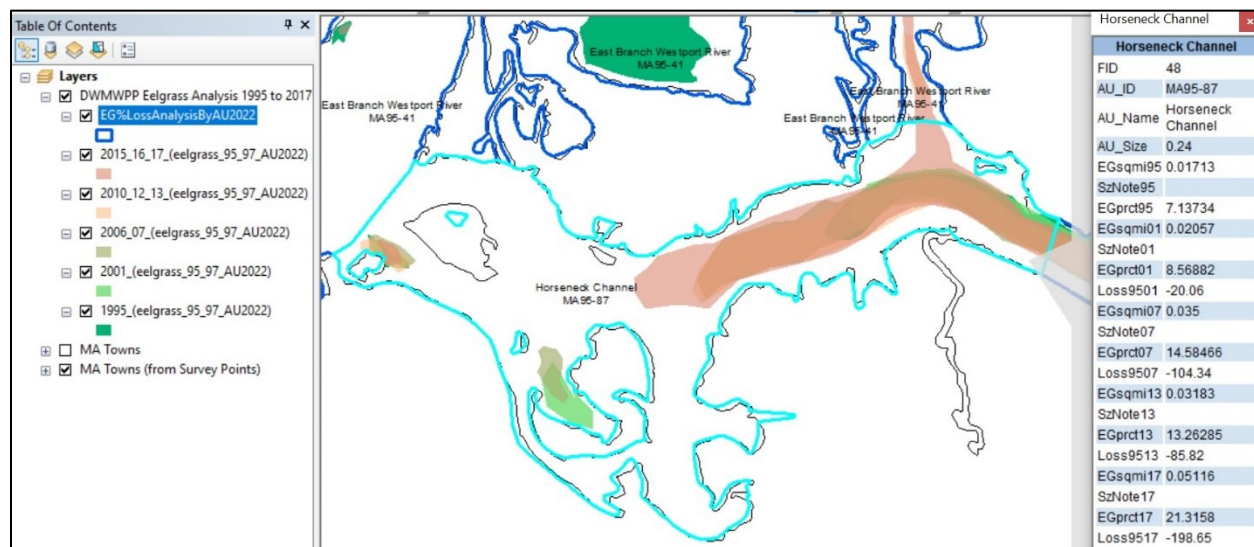 Table Of Contents
Layers
DWMWPP Eelgrass Analysis 1995 to 2017
EG%LossAnalysisByAU2022
2015_16_17_(eelgrass_95_97_AU2022)
2010_12_13_(eelgrass_95_97_AU2022)
2006_07_(eelgrass_95_97_AU2022)
2001_(eelgrass_95_97_AU2022)
1995_(eelgrass_95_97_AU2022)
MA Towns
MA Towns (from Survey Points)
East Branch Westport River
MA95-41
East Branch Westport River
MA95-41
East Branch Westport River
MA95-41
East Branch Westport River
MA95-41
Horseneck Channel
MA95-87
Horseneck Channel
Horseneck Channel
FID 48
AU_ID MA95-87
AU_Name Horseneck
Channel
AU_Size 0.24
EGsqmi95 0.01713
SzNote95
EGprct95 7.13734
EGsqmi01 0.02057
SzNote01
EGprct01 8.56882
Loss9501 -20.06
EGsqmi07 0.035
SzNote07
EGprct07 14.58466
Loss9507 -104.34
EGsqmi13 0.03183
SzNote13
EGprct13 13.26285
Loss9513 -85.82
EGsqmi17 0.05116
SzNote17
EGprct17 21.3158
Loss9517 -198.65